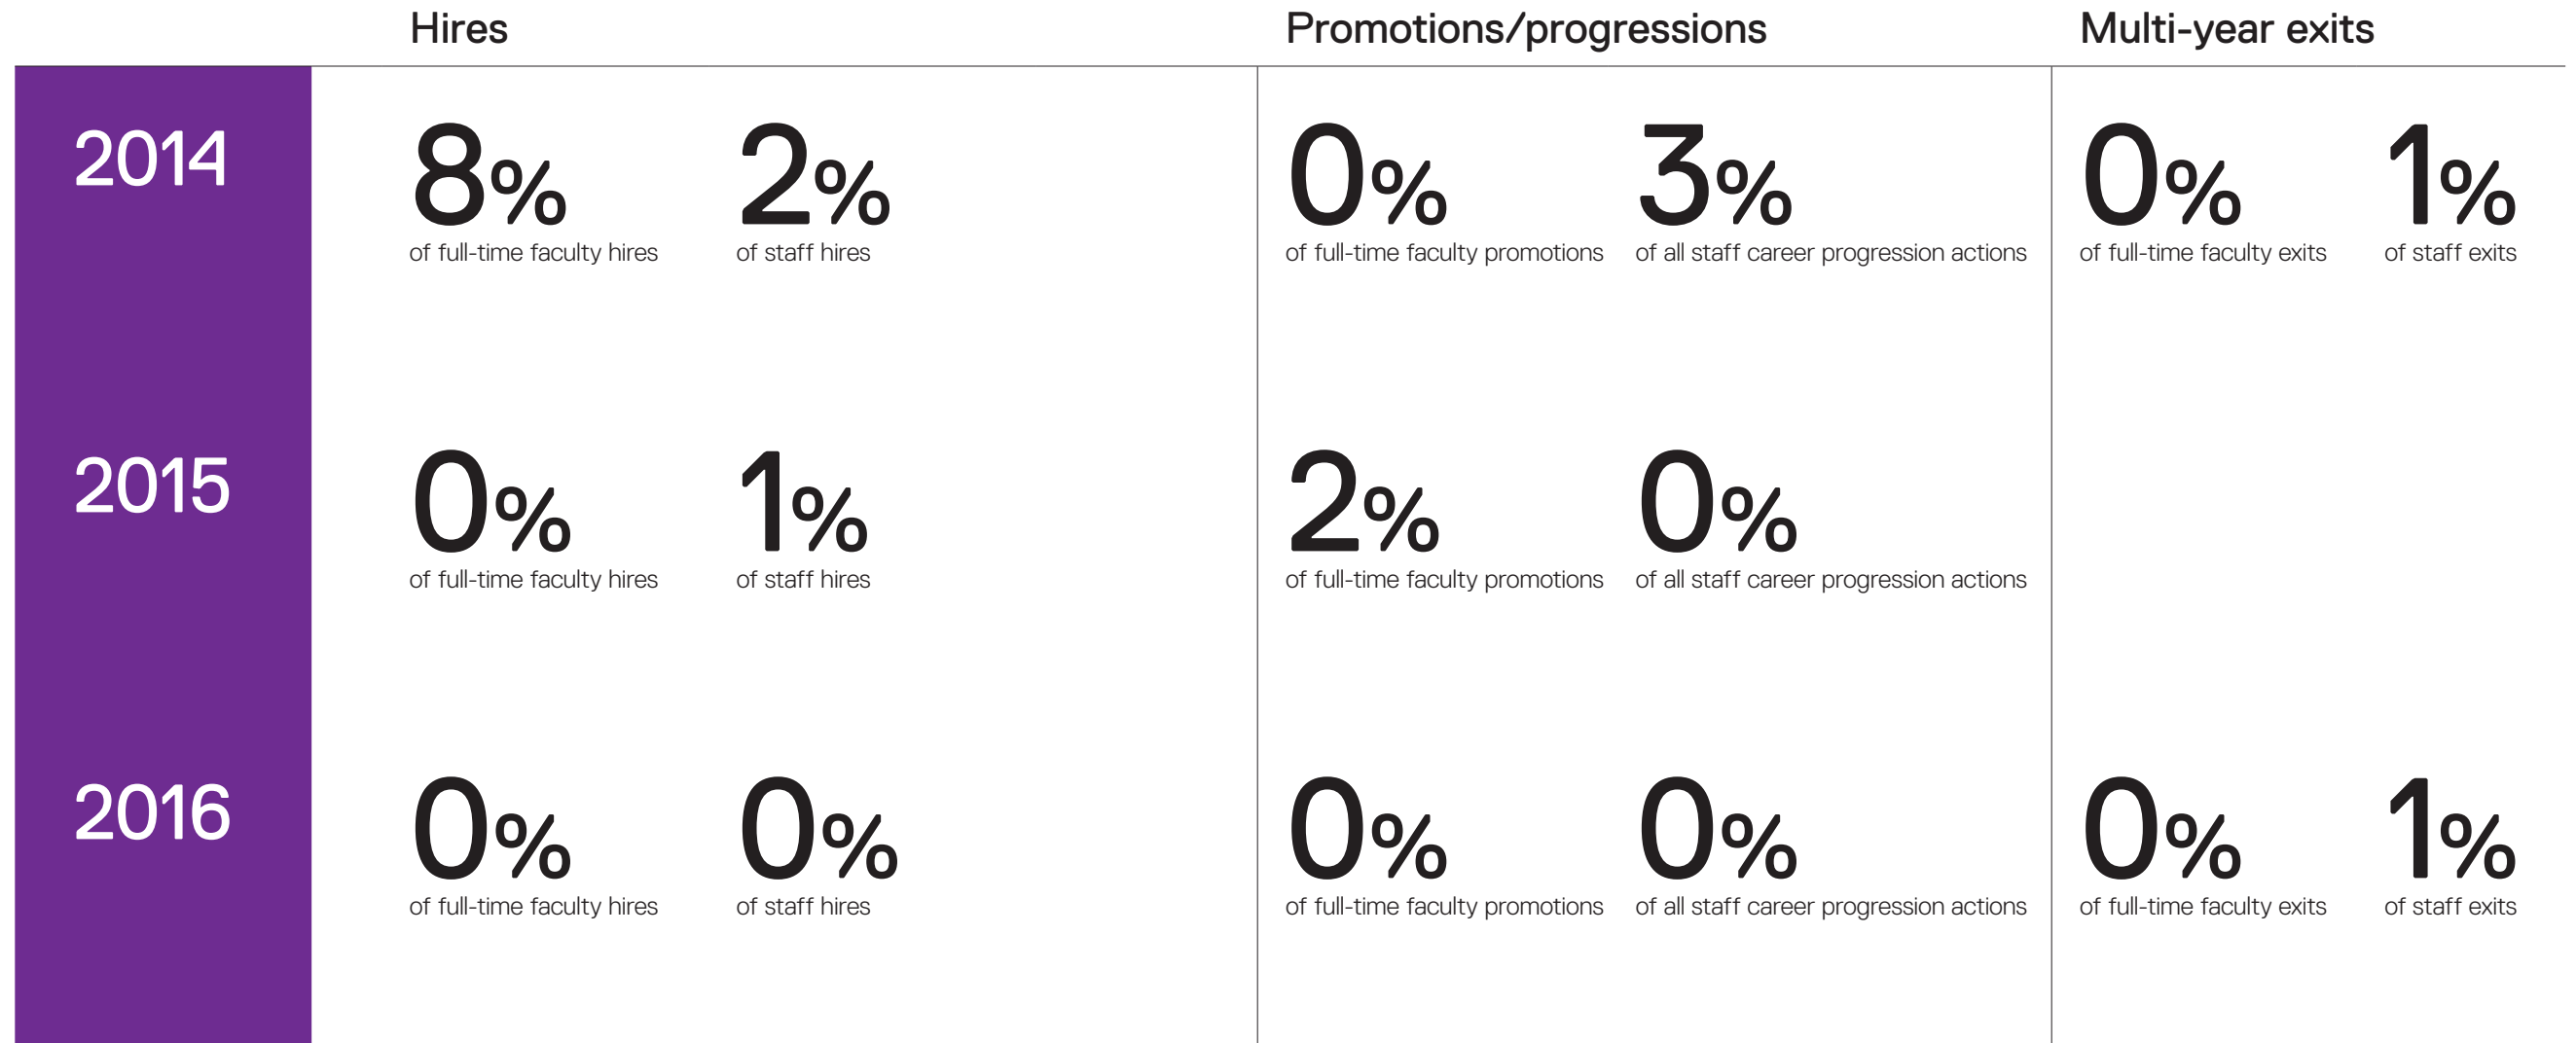 Hires Promotions/progressions Multi-year exits
2014 8% 2% 0% 3% 0% 1%
of full-time faculty hires of staff hires of full-time faculty promotions of all staff career progression actions of full-time faculty exits of staff exits
2015 0% 1% 2% 0%
of full-time faculty hires of staff hires of full-time faculty promotions of all staff career progression actions
2016 0% 0% 0% 0% 0% 1%
of full-time faculty hires of staff hires of full-time faculty promotions of all staff career progression actions of full-time faculty exits of staff exits